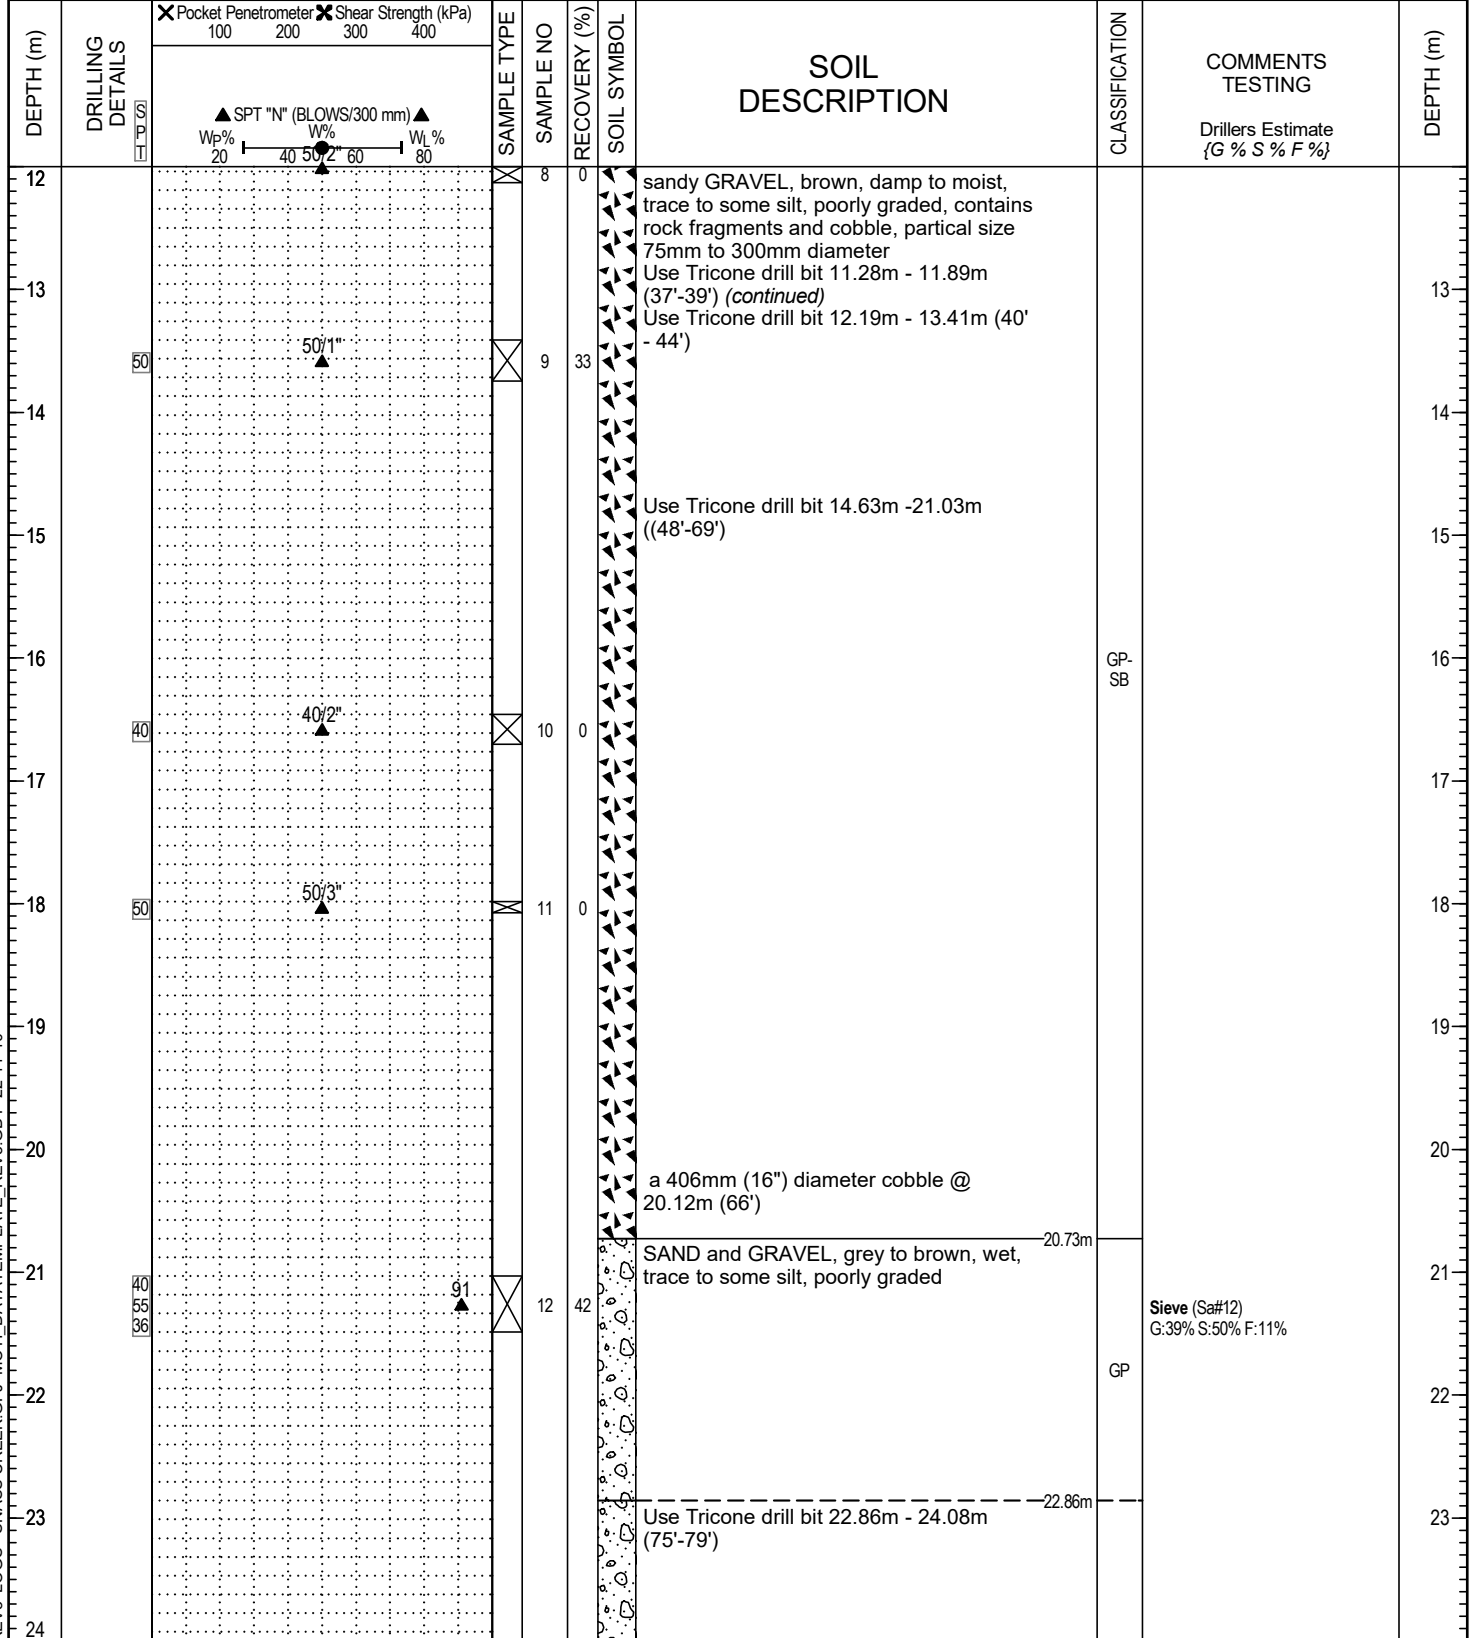 DEPTH (m)
DRILLING DETAILS
SPT
Pocket Penetrometer Shear Strength (kPa)
100 200 300 400
▲ SPT "N" (BLOWS/300 mm) ▲
WP% W% WL%
20 40 60 80
SAMPLE TYPE
SAMPLE NO
RECOVERY (%)
SOIL SYMBOL
SOIL
DESCRIPTION
CLASSIFICATION
COMMENTS
TESTING
Drillers Estimate
{G % S % F %}
DEPTH (m)
50/2"
12 8 0
sandy GRAVEL, brown, damp to moist,
trace to some silt, poorly graded, contains
rock fragments and cobble, partical size
75mm to 300mm diameter
Use Tricone drill bit 11.28m - 11.89m
(37'-39') (continued)
Use Tricone drill bit 12.19m - 13.41m (40'
- 44')
13 13
50/1"
50 9 33
14 14
Use Tricone drill bit 14.63m -21.03m
((48'-69')
15 15
16 16
GP-
SB
40/2"
40 10 0
17 17
50/3"
18 50 11 0 18
19 19
20 20
a 406mm (16") diameter cobble @
20.12m (66')
20.73m
SAND and GRAVEL, grey to brown, wet,
trace to some silt, poorly graded
21 21
40
55
36
91
12 42
Sieve (Sa#12)
G:39% S:50% F:11%
GP
22 22
22.86m
Use Tricone drill bit 22.86m - 24.08m
(75'-79')
23 23
24